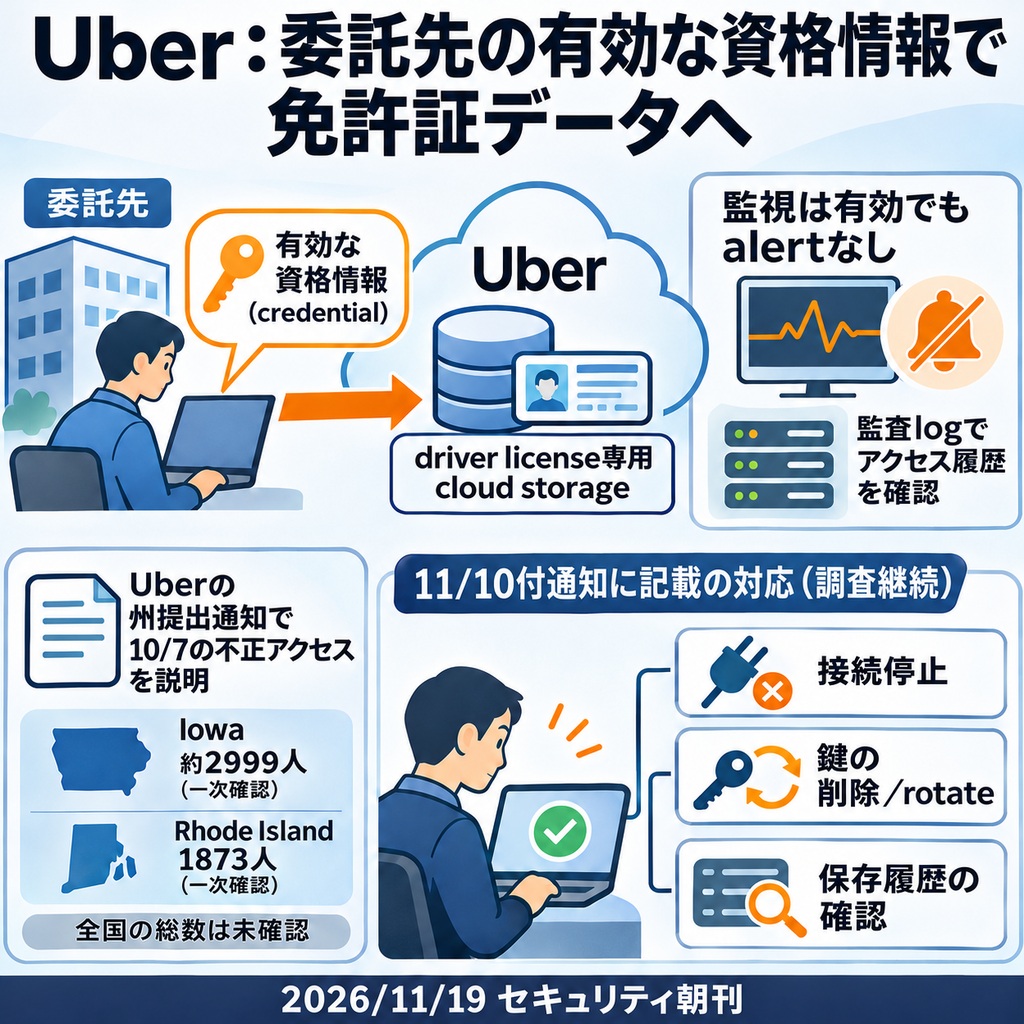 Uber：委託先の有効な資格情報で
免許証データへ
委託先
有効な
資格情報
(credential)
Uber
driver license専用
cloud storage
監視は有効でも
alertなし
監査logで
アクセス履歴
を確認
Uberの
州提出通知で
10/7の不正アクセス
を説明
Iowa
約2999人
(一次確認)
Rhode Island
1873人
(一次確認)
全国の総数は未確認
11/10付通知に記載の対応（調査継続）
接続停止
鍵の
削除／rotate
保存履歴の
確認
2026/11/19 セキュリティ朝刊